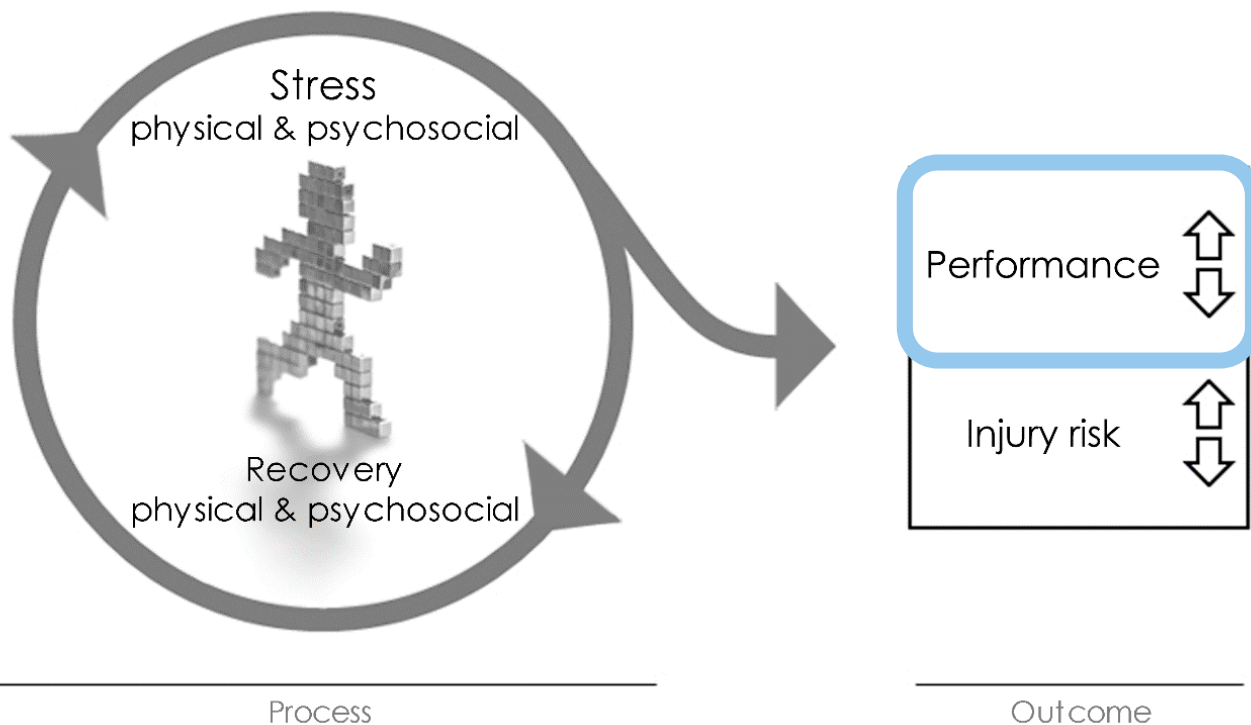 Stress
physical & psychosocial
Recovery
physical & psychosocial
Performance
Injury risk
Process
Outcome